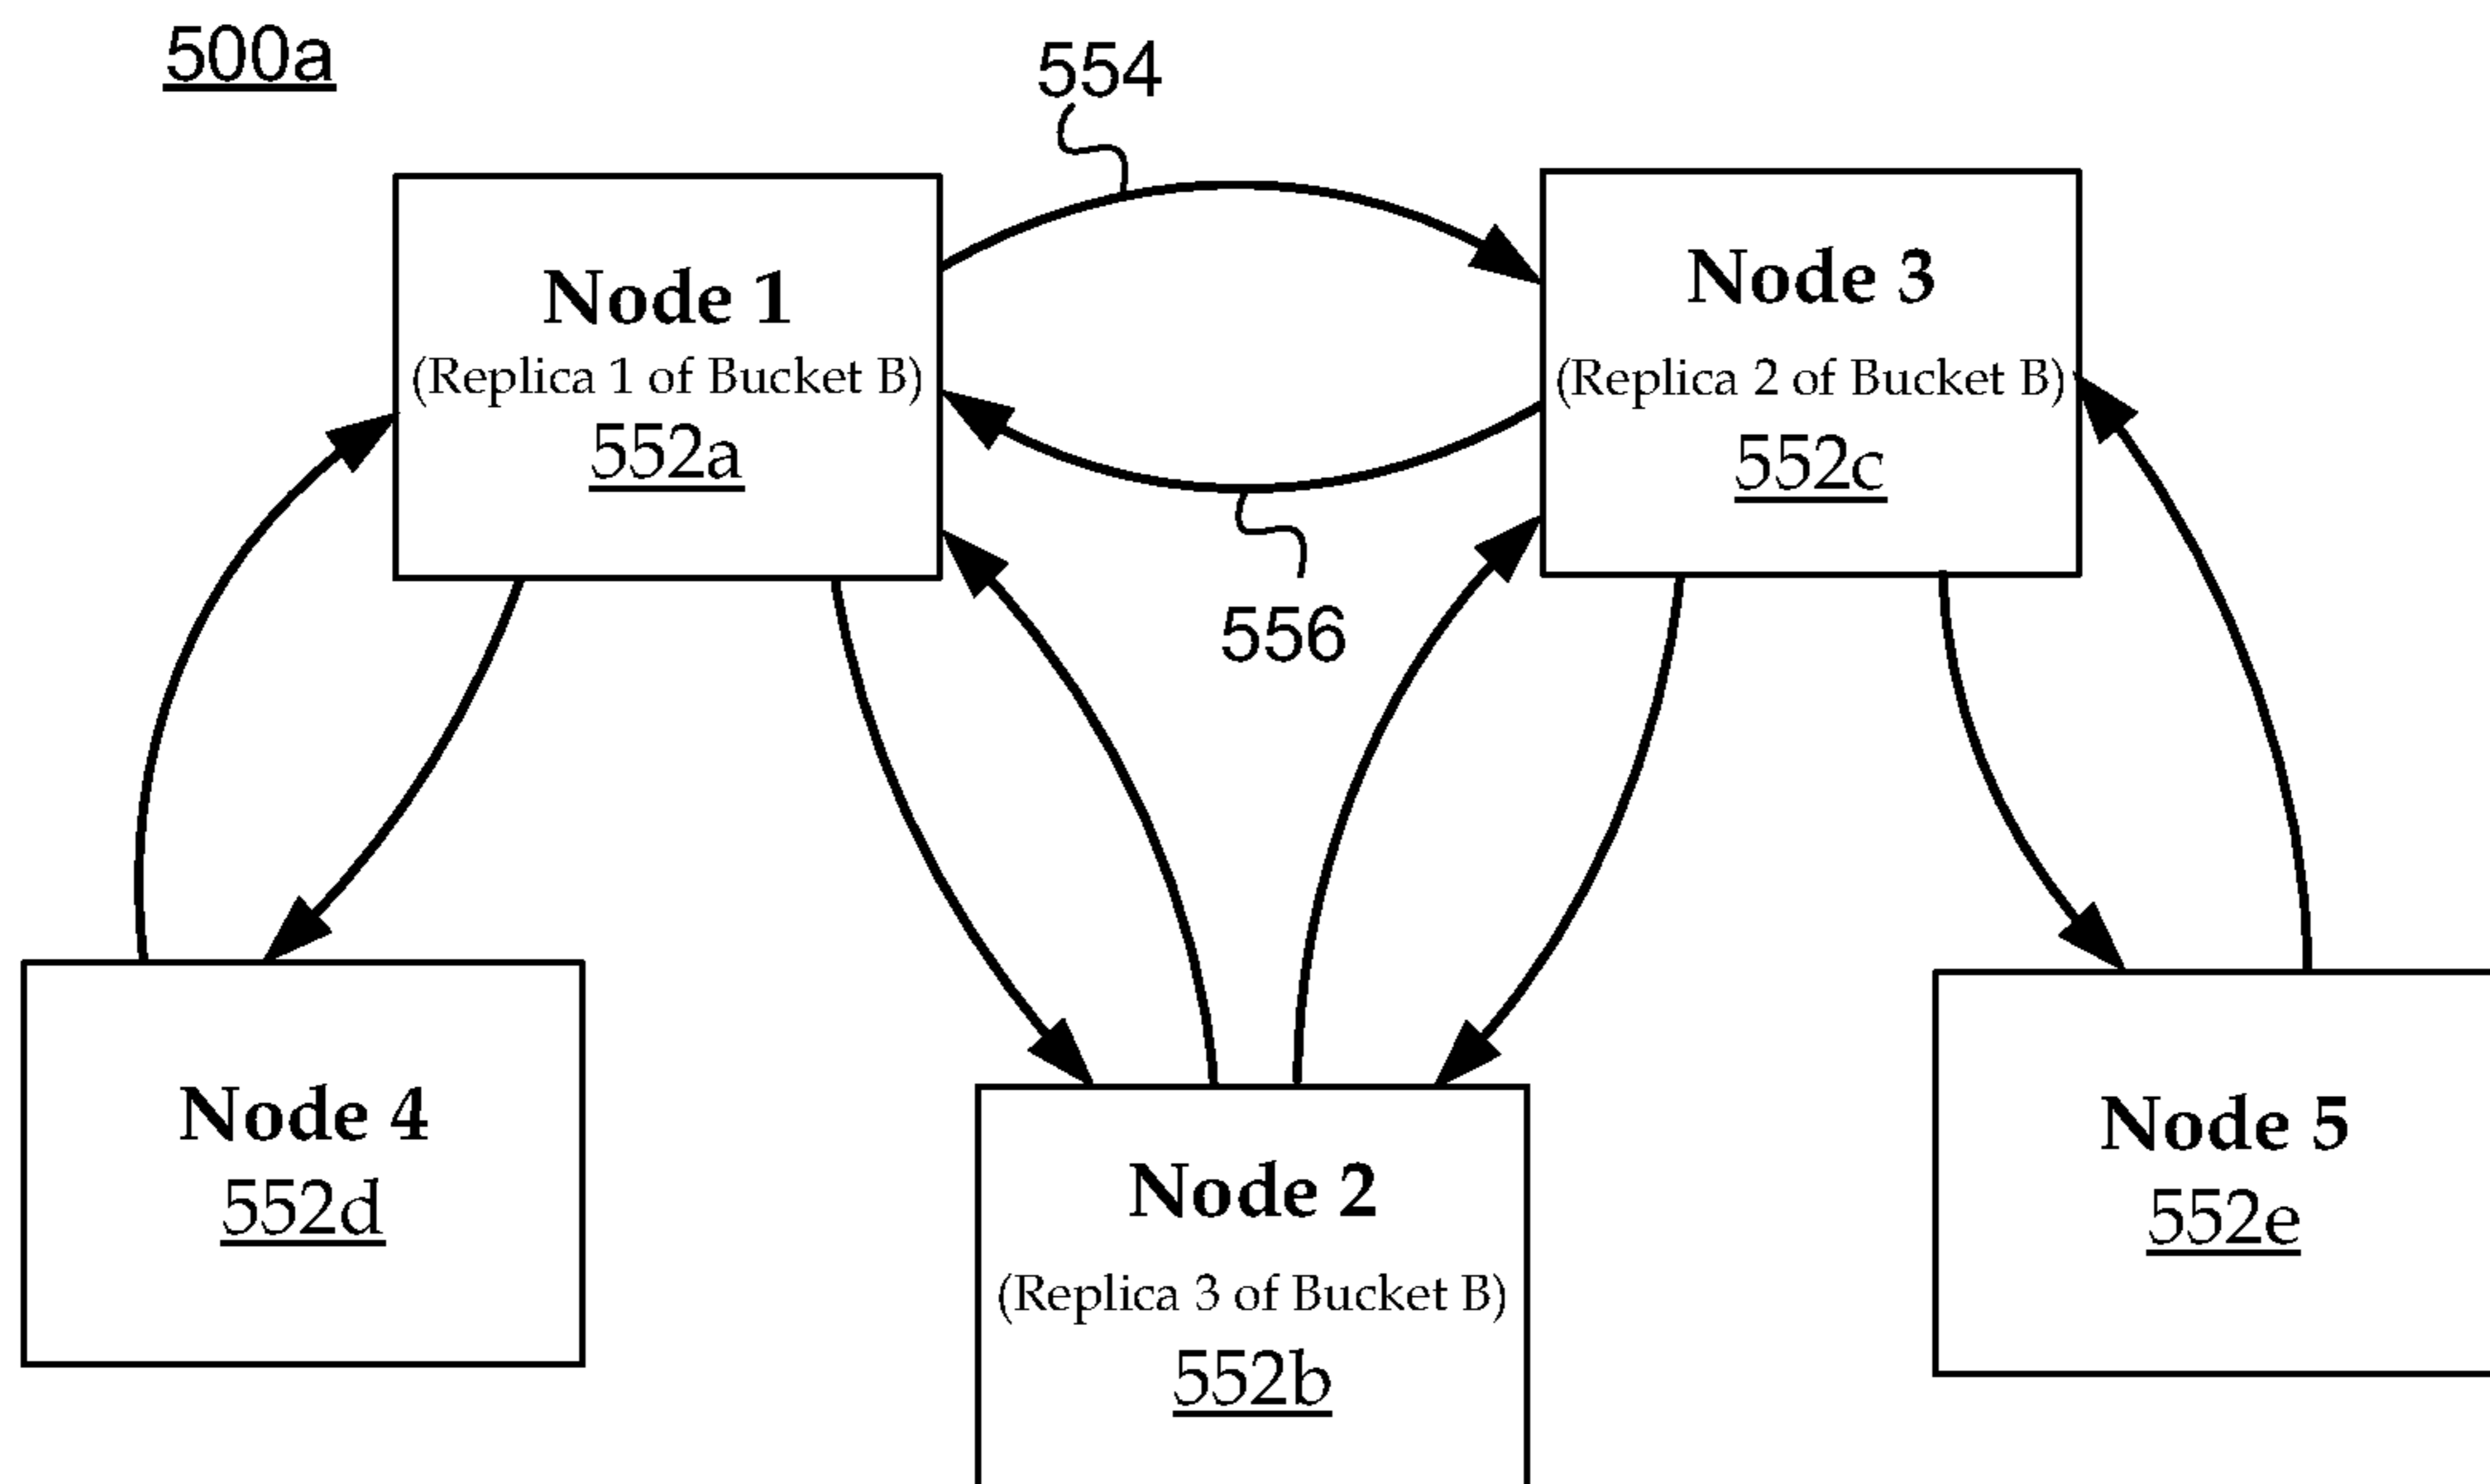 500a
554
Node 1
(Replica 1 of Bucket B)
552a
Node 3
(Replica 2 of Bucket B)
552c
556
Node 4
552d
Node 2
(Replica 3 of Bucket B)
552b
Node 5
552e